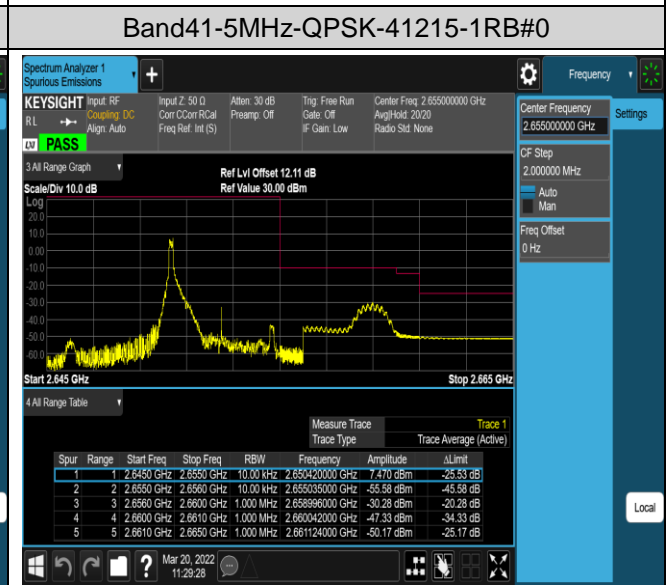 Band41-5MHz-QPSK-41215-1RB#0
Spectrum Analyzer 1
Spurious Emissions
Frequency
KEYSIGHT
RL
PASS
Input: RF
Coupling: DC
Align: Auto
Input Z: 50 Ω
Corr CCorr RCal
Freq Ref: Int (S)
Atten: 30 dB
Preamp: Off
Trig: Free Run
Gate: Off
IF Gain: Low
Center Freq: 2.655000000 GHz
Avg|Hold: 20/20
Radio Std: None
Center Frequency
2.655000000 GHz
Settings
CF Step
2.000000 MHz
Auto
Man
Freq Offset
0 Hz
3 All Range Graph
Scale/Div 10.0 dB
Ref Lvl Offset 12.11 dB
Ref Value 30.00 dBm
Log
20.0
10.0
0.00
-10.0
-20.0
-30.0
-40.0
-50.0
-60.0
Start 2.645 GHz
Stop 2.665 GHz
4 All Range Table
Measure Trace Trace 1
Trace Type Trace Average (Active)
Spur Range Start Freq Stop Freq RBW Frequency Amplitude ΔLimit
1 1 2.6450 GHz 2.6550 GHz 10.00 kHz 2.650420000 GHz 7.470 dBm -25.53 dB
2 2 2.6550 GHz 2.6560 GHz 10.00 kHz 2.655035000 GHz -55.58 dBm -45.58 dB
3 3 2.6560 GHz 2.6600 GHz 1.000 MHz 2.658996000 GHz -30.28 dBm -20.28 dB
4 4 2.6600 GHz 2.6610 GHz 1.000 MHz 2.660042000 GHz -47.33 dBm -34.33 dB
5 5 2.6610 GHz 2.6650 GHz 1.000 MHz 2.661124000 GHz -50.17 dBm -25.17 dB
Local
Mar 20, 2022
11:29:28